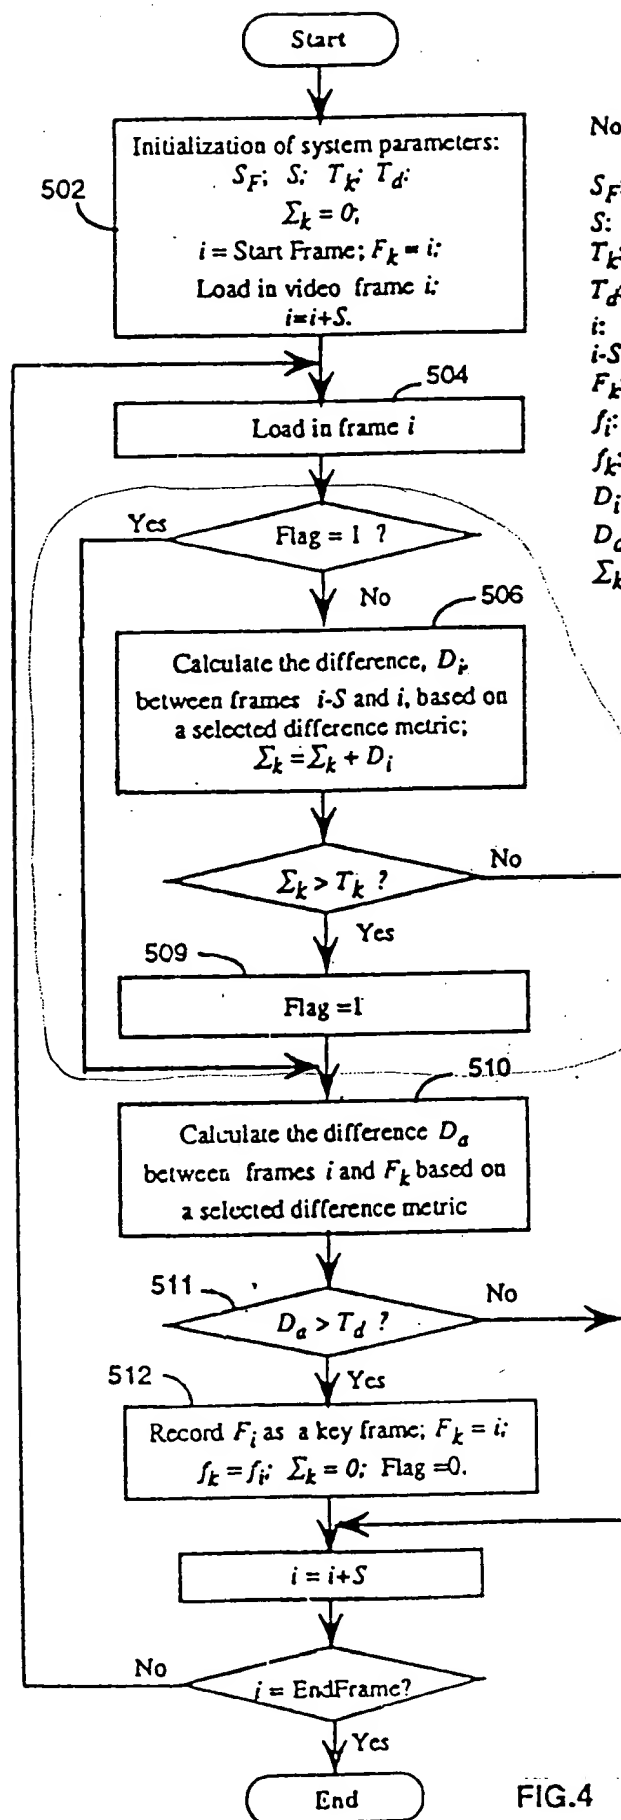 Start
Initialization of system parameters:
S_F; S; T_k; T_d;
Σ_k = 0;
i = Start Frame; F_k = i;
Load in video frame i;
i=i+S.
502
504
Load in frame i
Yes
Flag = 1 ?
No
506
Calculate the difference, D_i,
between frames i-S and i, based on
a selected difference metric;
Σ_k = Σ_k + D_i
Σ_k > T_k ?
No
Yes
509
Flag =1
510
Calculate the difference D_a
between frames i and F_k based on
a selected difference metric
511
D_a > T_d ?
No
Yes
512
Record F_i as a key frame; F_k = i;
f_k = f_i; Σ_k = 0; Flag =0.
i = i+S
No
i = EndFrame?
Yes
End
FIG.4
No
S_F:
S:
T_k:
T_d:
i:
i-S
F_k:
f_i:
f_k:
D_i
D_a
Σ_k